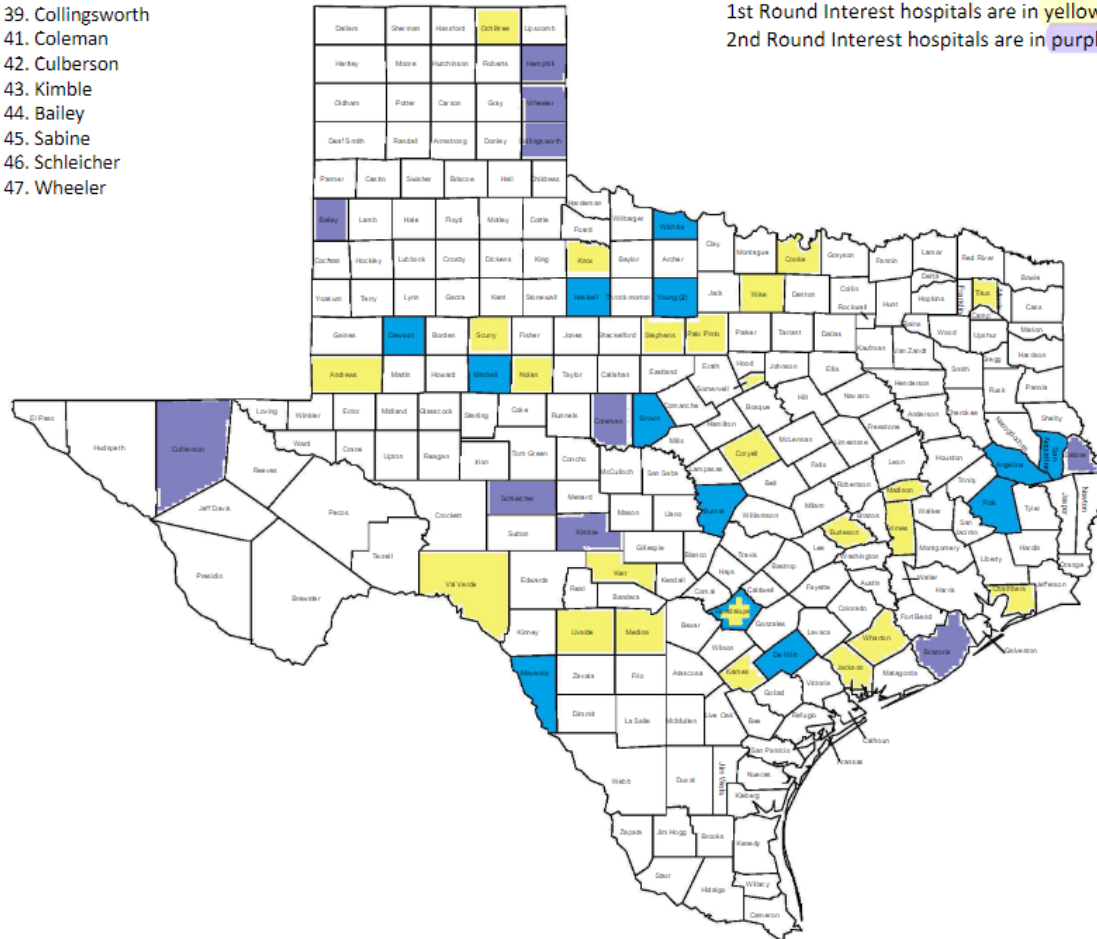 39. Collingsworth
41. Coleman
42. Culberson
43. Kimble
44. Bailey
45. Sabine
46. Schleicher
47. Wheeler
1st Round Interest hospitals are in yellow
2nd Round Interest hospitals are in purpl
Dallam Sherman Hansford Ochiltree Lipscomb
Hartley Moore Hutchinson Roberts Hemphill
Oldham Potter Carson Gray Wheeler
Deaf Smith Randall Armstrong Donley Collingsworth
Parmer Castro Swisher Briscoe Hall Childress
Hardeman
Bailey Lamb Hale Floyd Motley Cottle Foard Wilbarger Wichita
Clay Montague Cooke Grayson Fannin Lamar Red River Bowie
Cochran Hockley Lubbock Crosby Dickens King Knox Baylor Archer
Delta Franklin Titus Cass
Yoakum Terry Lynn Garza Kent Stonewall Haskell Throckmorton Young (2) Jack Wise Denton Collin Rockwall Hunt Hopkins Camp
Gaines Dawson Borden Scurry Fisher Jones Shackelford Stephens Palo Pinto Parker Tarrant Dallas Kaufman Rains Wood Upshur Marion
Van Zandt Gregg Harrison
Andrews Martin Howard Mitchell Nolan Taylor Callahan Eastland Erath Hood Johnson Ellis Smith
Somervell Henderson Rusk Panola
El Paso Hudspeth Culberson Loving Winkler Ector Midland Glasscock Sterling Coke Runnels Coleman Brown Comanche Bosque Hill Navarro Anderson Cherokee Nacogdoches Shelby
Hamilton Freestone
Reeves Ward Crane Upton Reagan Irion Tom Green Concho McCulloch San Saba Mills Lampasas Coryell McLennan Limestone Leon Houston Angelina San Augustine Sabine
Falls Bell Robertson Madison Trinity
Jeff Davis Pecos Crockett Schleicher Menard Mason Llano Burnet Williamson Milam Brazos Grimes Walker San Jacinto Polk Tyler Jasper Newton
Sutton Kimble Burleson
Presidio Brewster Terrell Val Verde Edwards Gillespie Blanco Travis Lee Washington Montgomery Liberty Hardin Orange
Real Kerr Kendall Hays Bastrop Austin Waller Harris Chambers Jefferson
Bandera Comal Caldwell Fayette Colorado Fort Bend
Kinney Uvalde Medina Bexar Guadalupe Gonzales Lavaca Wharton Brazoria Galveston
Wilson De Witt Jackson Matagorda
Maverick Zavala Frio Atascosa Karnes Goliad Victoria
Dimmit La Salle McMullen Live Oak Bee Refugio Calhoun
San Patricio Aransas
Webb Duval Jim Wells Nueces
Kleberg
Zapata Jim Hogg Brooks Kenedy
Starr Hidalgo Willacy
Cameron